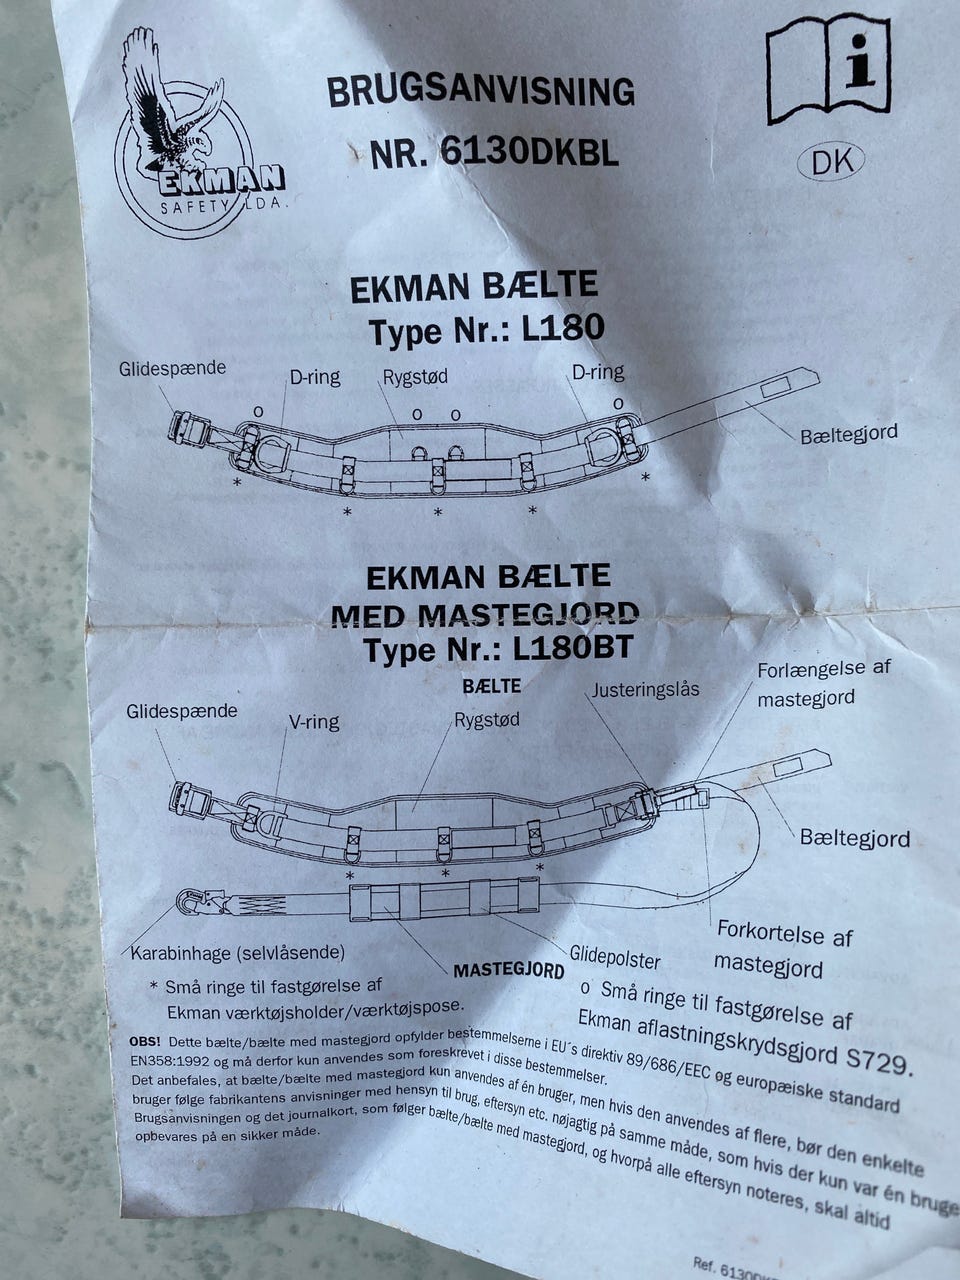 EKMAN
SAFETY LDA.
BRUGSANVISNING
NR. 6130DKBL
i
DK
EKMAN BÆLTE
Type Nr.: L180
Glidespænde
D-ring
Rygstød
D-ring
Bæltegjord
o
o o
o
*
*
*
*
*
EKMAN BÆLTE
MED MASTEGJORD
Type Nr.: L180BT
BÆLTE
Glidespænde
V-ring
Rygstød
Justeringslås
Forlængelse af
mastegjord
Bæltegjord
*
*
*
Karabinhage (selvlåsende)
MASTEGJORD
Glidepolster
Forkortelse af
mastegjord
* Små ringe til fastgørelse af
Ekman værktøjsholder/værktøjspose.
o Små ringe til fastgørelse af
Ekman aflastningskrydsgjord S729.
OBS! Dette bælte/bælte med mastegjord opfylder bestemmelserne i EU´s direktiv 89/686/EEC og europæiske standard
EN358:1992 og må derfor kun anvendes som foreskrevet i disse bestemmelser.
Det anbefales, at bælte/bælte med mastegjord kun anvendes af én bruger, men hvis den anvendes af flere, bør den enkelte
bruger følge fabrikantens anvisninger med hensyn til brug, eftersyn etc. nøjagtig på samme måde, som hvis der kun var én bruge
Brugsanvisningen og det journalkort, som følger bælte/bælte med mastegjord, og hvorpå alle eftersyn noteres, skal altid
opbevares på en sikker måde.
Ref. 6130DK